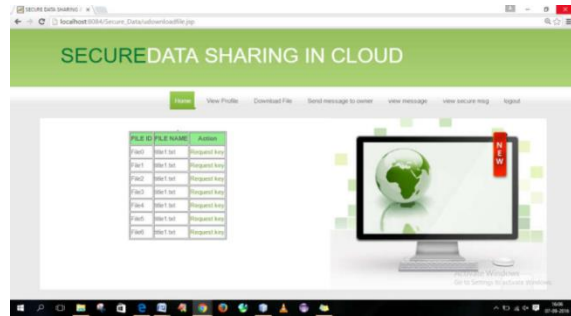 SECURE DATA SHARING I
localhost:8084/Secure_Data/udownloadfile.jsp
SECUREDATA SHARING IN CLOUD
Home View Profile Download File Send message to owner view message view secure msg logout
FILE ID FILE NAME Action
File0 title1.txt Request key
File1 title1.txt Request key
File2 title1.txt Request key
File3 title1.txt Request key
File4 title1.txt Request key
File5 title1.txt Request key
File6 title1.txt Request key
NEW
Activate Windows
Go to Settings to activate Windows.